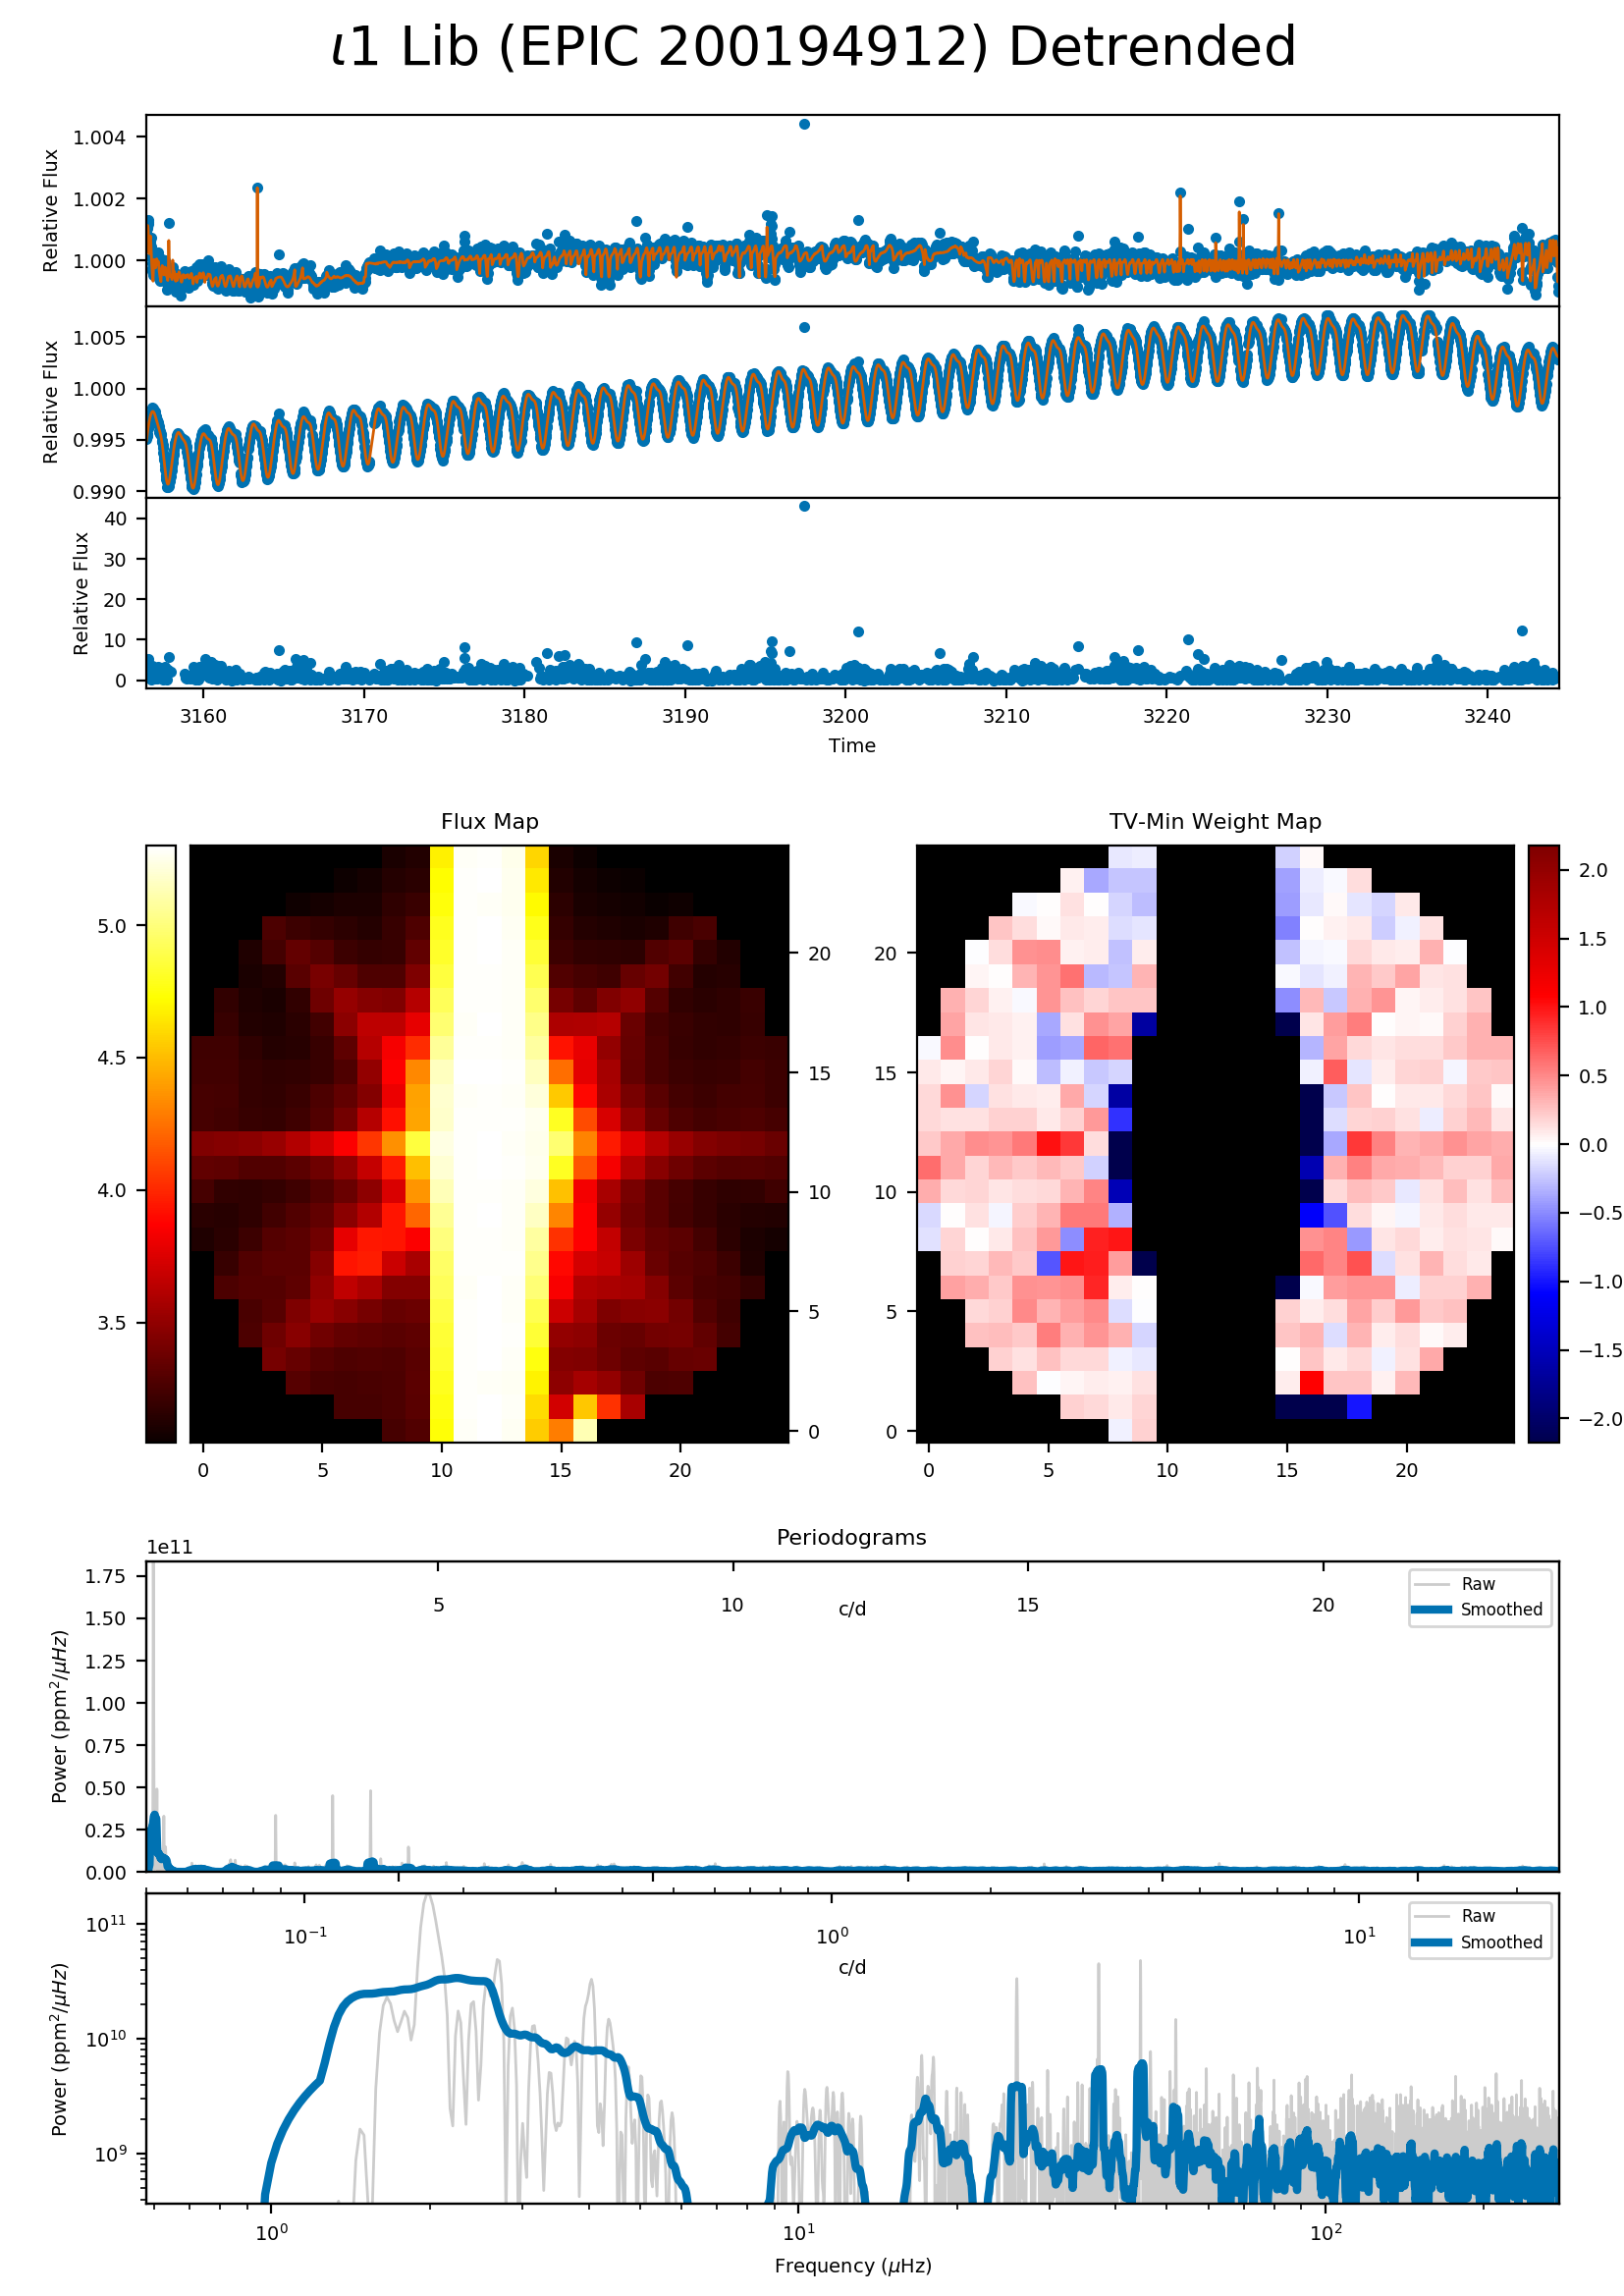 ι1 Lib (EPIC 200194912) Detrended
Relative Flux
1.004
1.002
1.000
Relative Flux
1.005
1.000
0.995
0.990
Relative Flux
40
30
20
10
0
3160 3170 3180 3190 3200 3210 3220 3230 3240
Time
Flux Map
5.0
4.5
4.0
3.5
20
15
10
5
0
0 5 10 15 20
TV-Min Weight Map
20
15
10
5
0
0 5 10 15 20
2.0
1.5
1.0
0.5
0.0
−0.5
−1.0
−1.5
−2.0
Periodograms
1e11
Power (ppm²/μHz)
1.75
1.50
1.25
1.00
0.75
0.50
0.25
0.00
5 10 15 20
c/d
Raw
Smoothed
Power (ppm²/μHz)
10¹¹
10¹⁰
10⁹
10⁻¹ 10⁰ 10¹
c/d
Raw
Smoothed
10⁰ 10¹ 10²
Frequency (μHz)